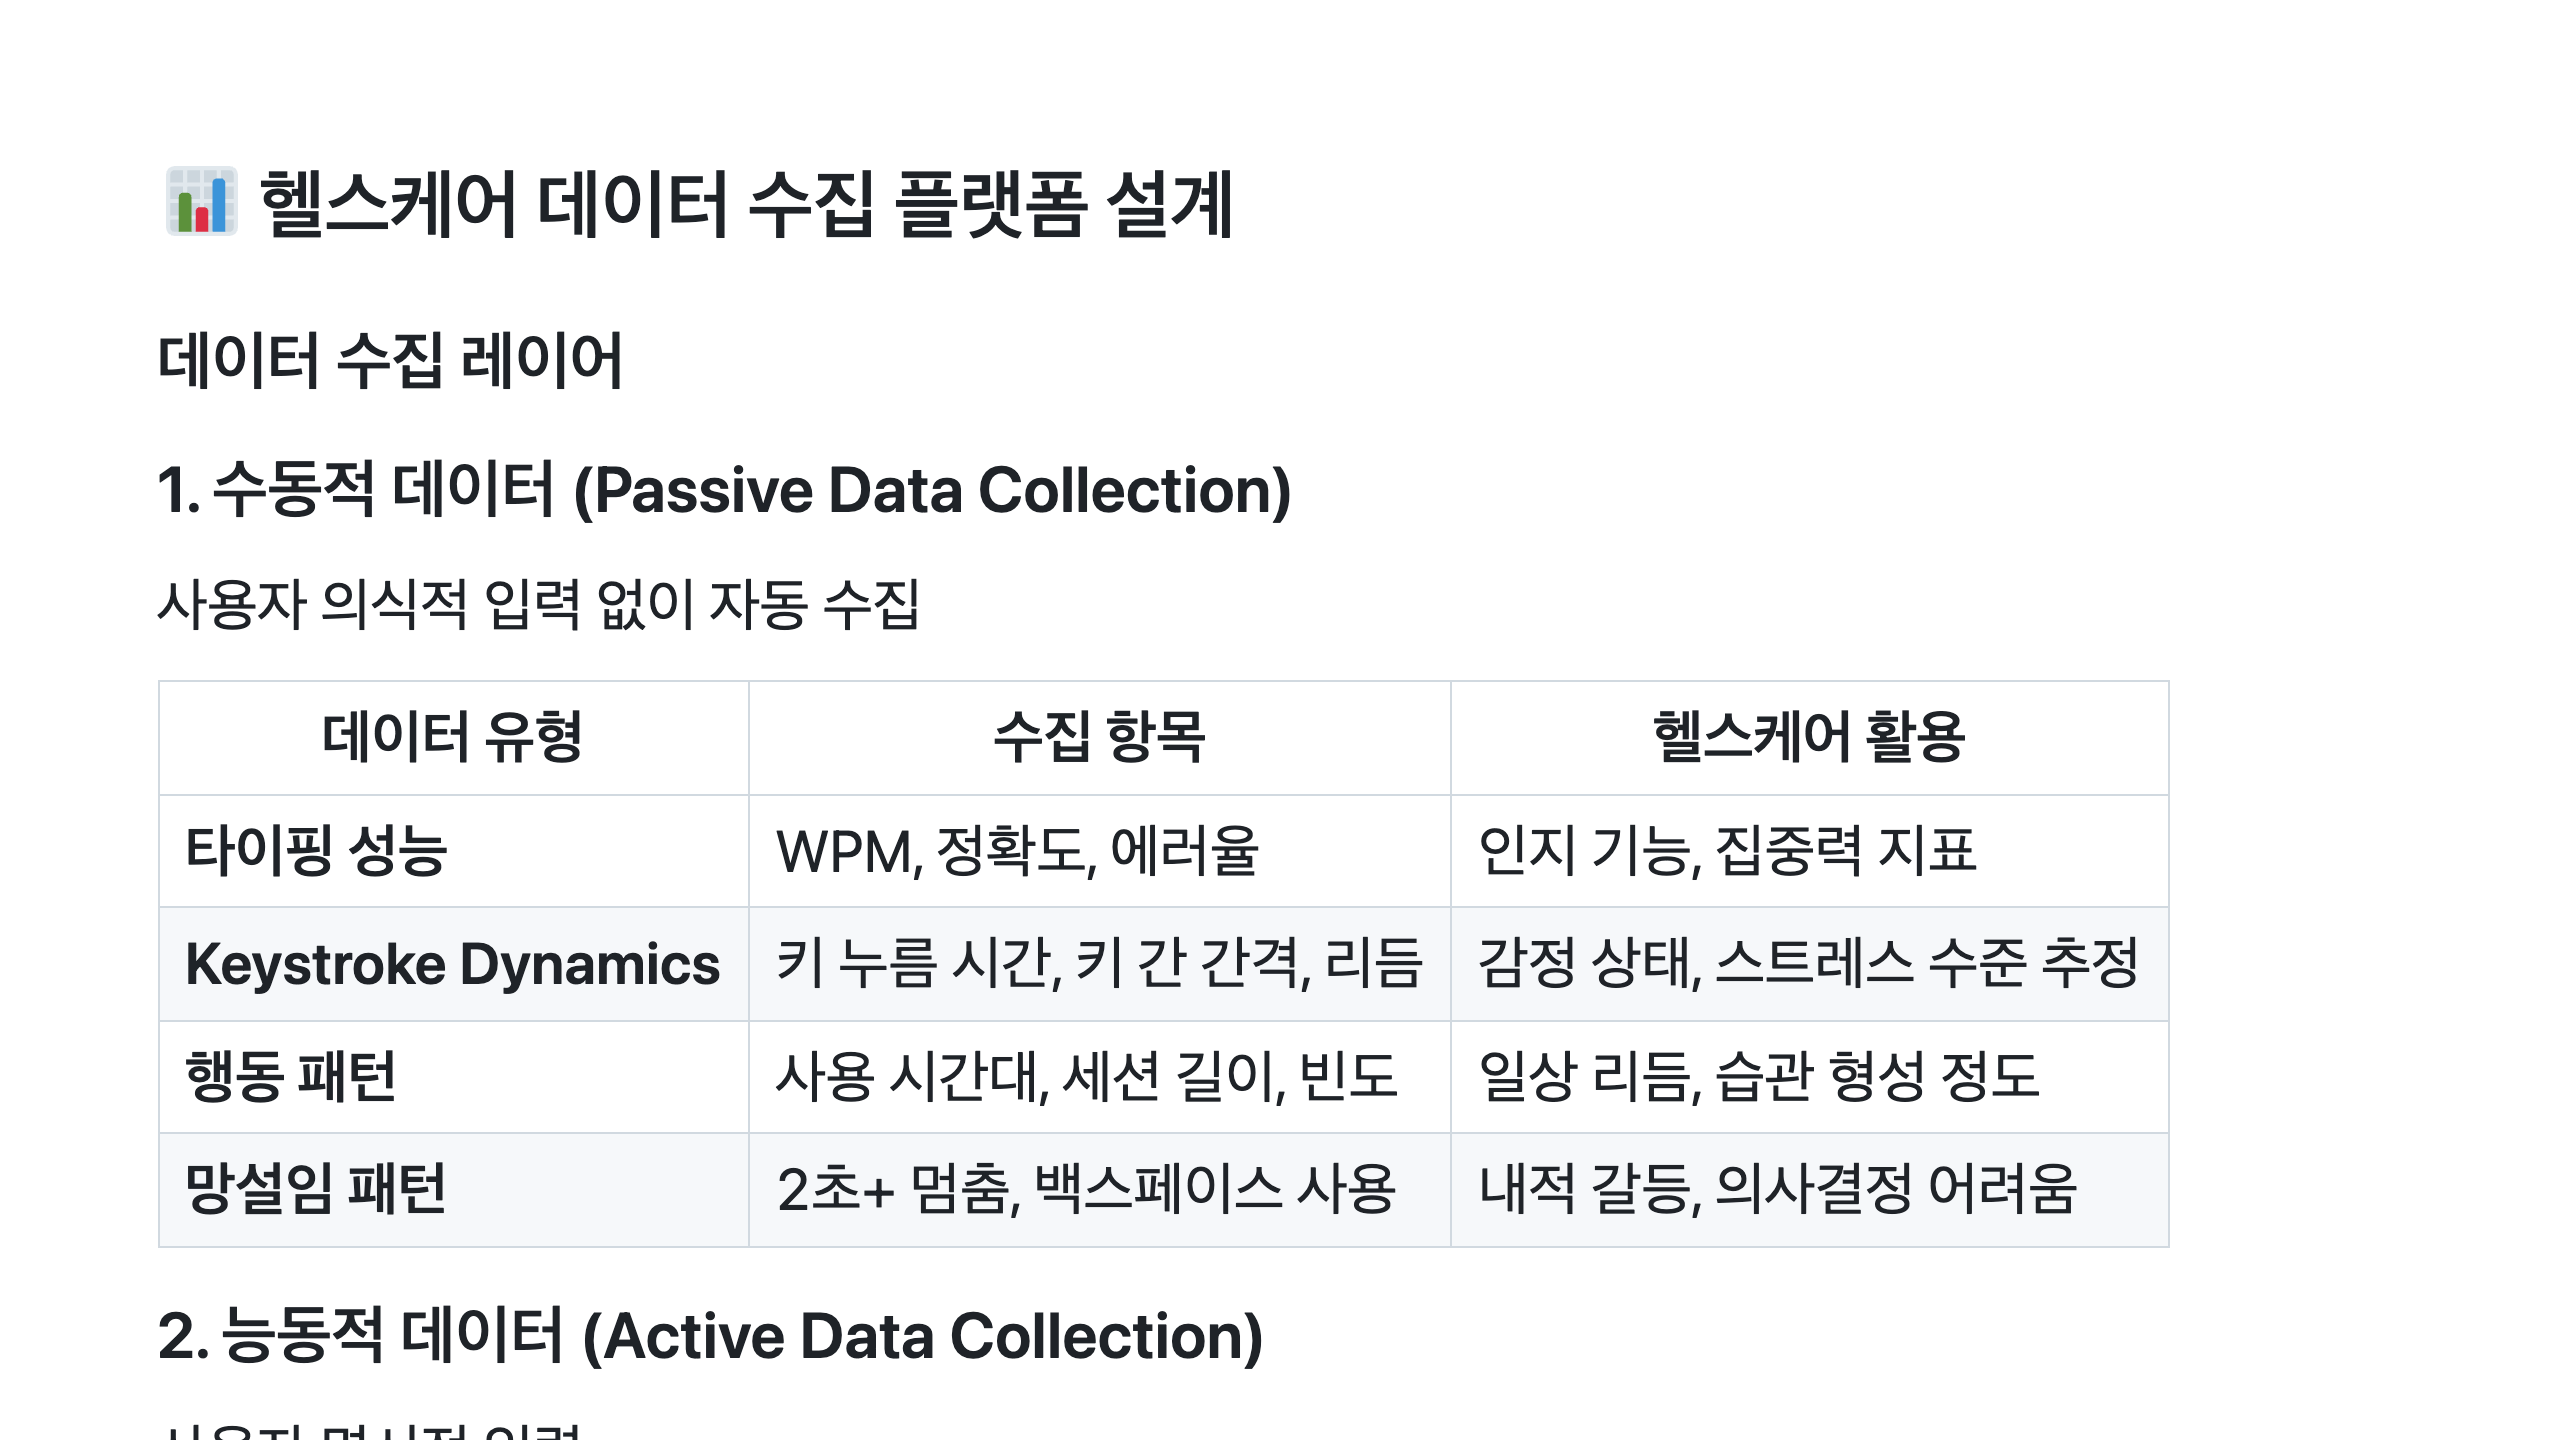 📊 헬스케어 데이터 수집 플랫폼 설계
데이터 수집 레이어
1. 수동적 데이터 (Passive Data Collection)
사용자 의식적 입력 없이 자동 수집
데이터 유형 수집 항목 헬스케어 활용
타이핑 성능 WPM, 정확도, 에러율 인지 기능, 집중력 지표
Keystroke Dynamics 키 누름 시간, 키 간 간격, 리듬 감정 상태, 스트레스 수준 추정
행동 패턴 사용 시간대, 세션 길이, 빈도 일상 리듬, 습관 형성 정도
망설임 패턴 2초+ 멈춤, 백스페이스 사용 내적 갈등, 의사결정 어려움
2. 능동적 데이터 (Active Data Collection)
사용자 명시적 입력